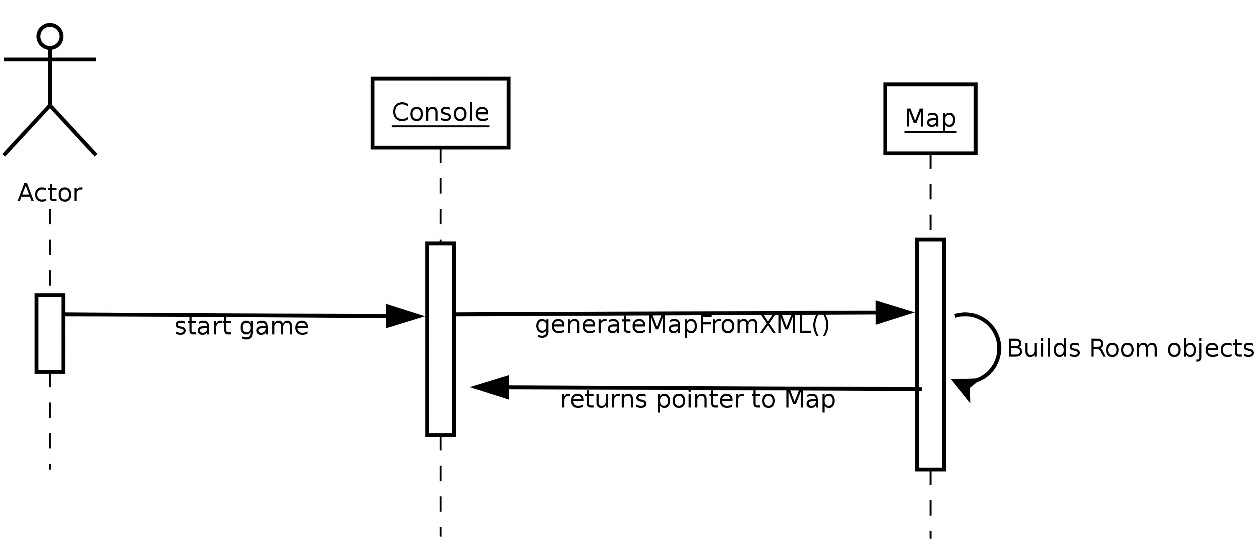 Console
Map
Actor
start game
generateMapFromXML()
Builds Room objects
returns pointer to Map